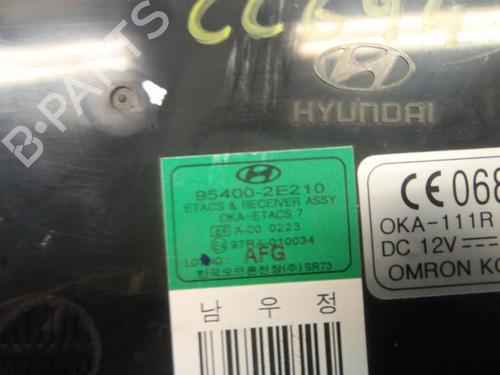 CC694
HYUNDAI
95400-2E210
ETACS & RECEIVER ASSY
OKA-ETACS 7
e4 A-00 0223
E4 97RA-010034
LOT NO: AFG
한국오므론전장(주) SR73
남 우 정
CE 068
OKA-111R
DC 12V
OMRON KO
B-PARTS